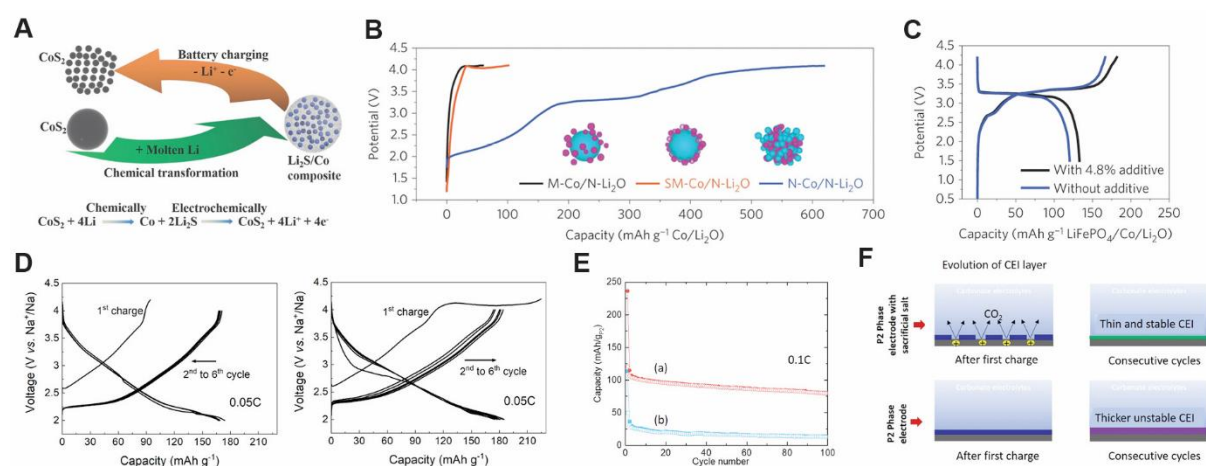 A
CoS2
Battery charging
- Li+ - e-
CoS2
+ Molten Li
Chemical transformation
Li2S/Co
composite
Chemically
Electrochemically
CoS2 + 4Li
Co + 2Li2S
CoS2 + 4Li+ + 4e-
B
Potential (V)
4.5
4.0
3.5
3.0
2.5
2.0
1.5
1.0
M-Co/N-Li2O
SM-Co/N-Li2O
N-Co/N-Li2O
0 100 200 300 400 500 600 700
Capacity (mAh g−1 Co/Li2O)
C
Potential (V)
4.5
4.0
3.5
3.0
2.5
2.0
1.5
1.0
0.5
With 4.8% additive
Without additive
0 50 100 150 200 250
Capacity (mAh g−1 LiFePO4/Co/Li2O)
D
Voltage (V vs. Na+/Na)
4.5
4
3.5
3
2.5
2
1st charge
2nd to 6th cycle
0.05C
0 30 60 90 120 150 180 210
Capacity (mAh g-1)
Voltage (V vs. Na+/Na)
4.5
4
3.5
3
2.5
2
1st charge
2nd to 6th cycle
0.05C
0 30 60 90 120 150 180 210
Capacity (mAh g-1)
E
Capacity (mAh/gP2)
250
200
150
100
50
0
0.1C
(a)
(b)
0 20 40 60 80 100
Cycle number
F
Evolution of CEI layer
P2 Phase
electrode with
sacrificial salt
Carbonate electrolytes
CO2
After first charge
Carbonate electrolytes
Thin and stable CEI
Consecutive cycles
P2 Phase
electrode
Carbonate electrolytes
After first charge
Carbonate electrolytes
Thicker unstable CEI
Consecutive cycles